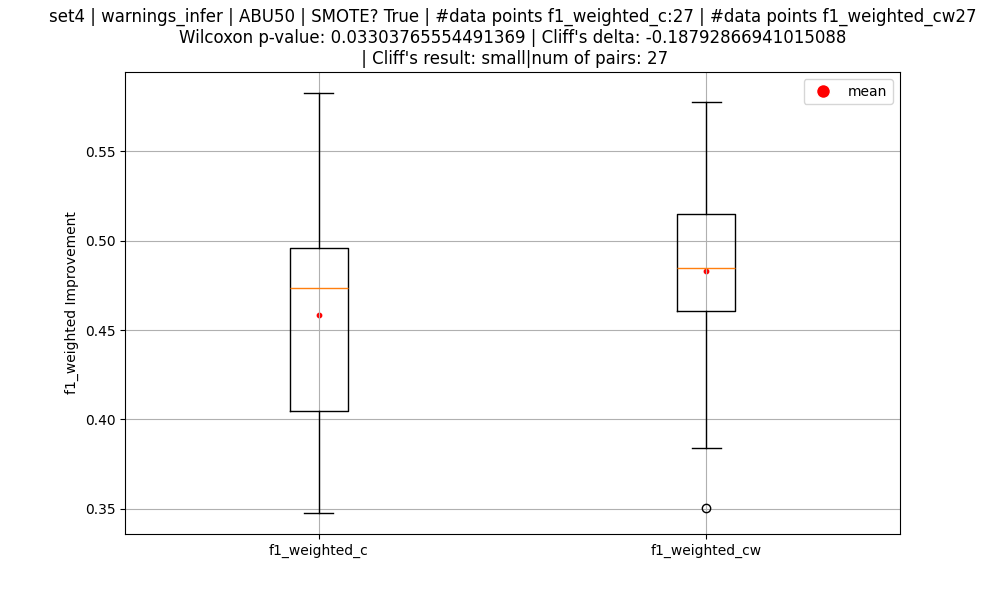 set4 | warnings_infer | ABU50 | SMOTE? True | #data points f1_weighted_c:27 | #data points f1_weighted_cw27
Wilcoxon p-value: 0.03303765554491369 | Cliff's delta: -0.18792866941015088
| Cliff's result: small|num of pairs: 27
mean
0.55
0.50
0.45
0.40
0.35
f1_weighted Improvement
f1_weighted_c
f1_weighted_cw